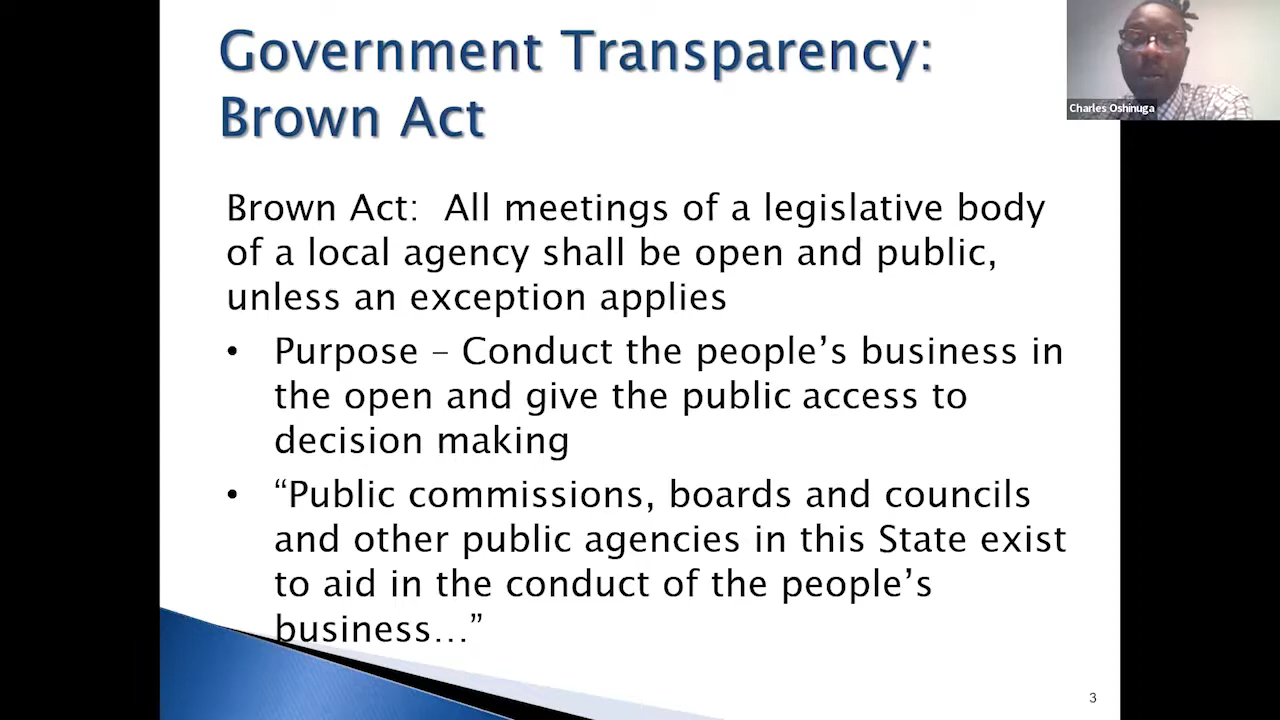 Government Transparency:
Brown Act
Charles Oshinuga
Brown Act:  All meetings of a legislative body
of a local agency shall be open and public,
unless an exception applies
• Purpose – Conduct the people’s business in
the open and give the public access to
decision making
• “Public commissions, boards and councils
and other public agencies in this State exist
to aid in the conduct of the people’s
business…”
3